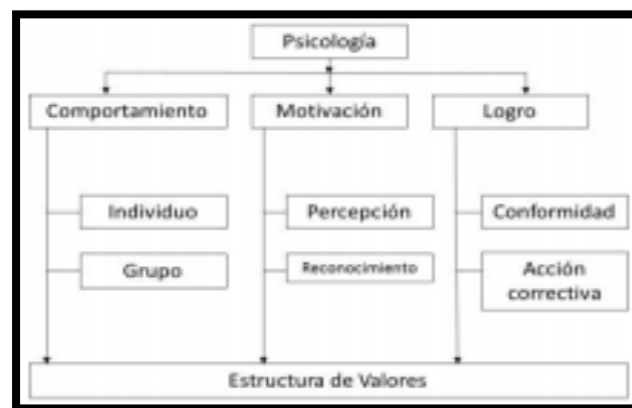 Psicología
Comportamiento
Motivación
Logro
Individuo
Percepción
Conformidad
Grupo
Reconocimiento
Acción
correctiva
Estructura de Valores